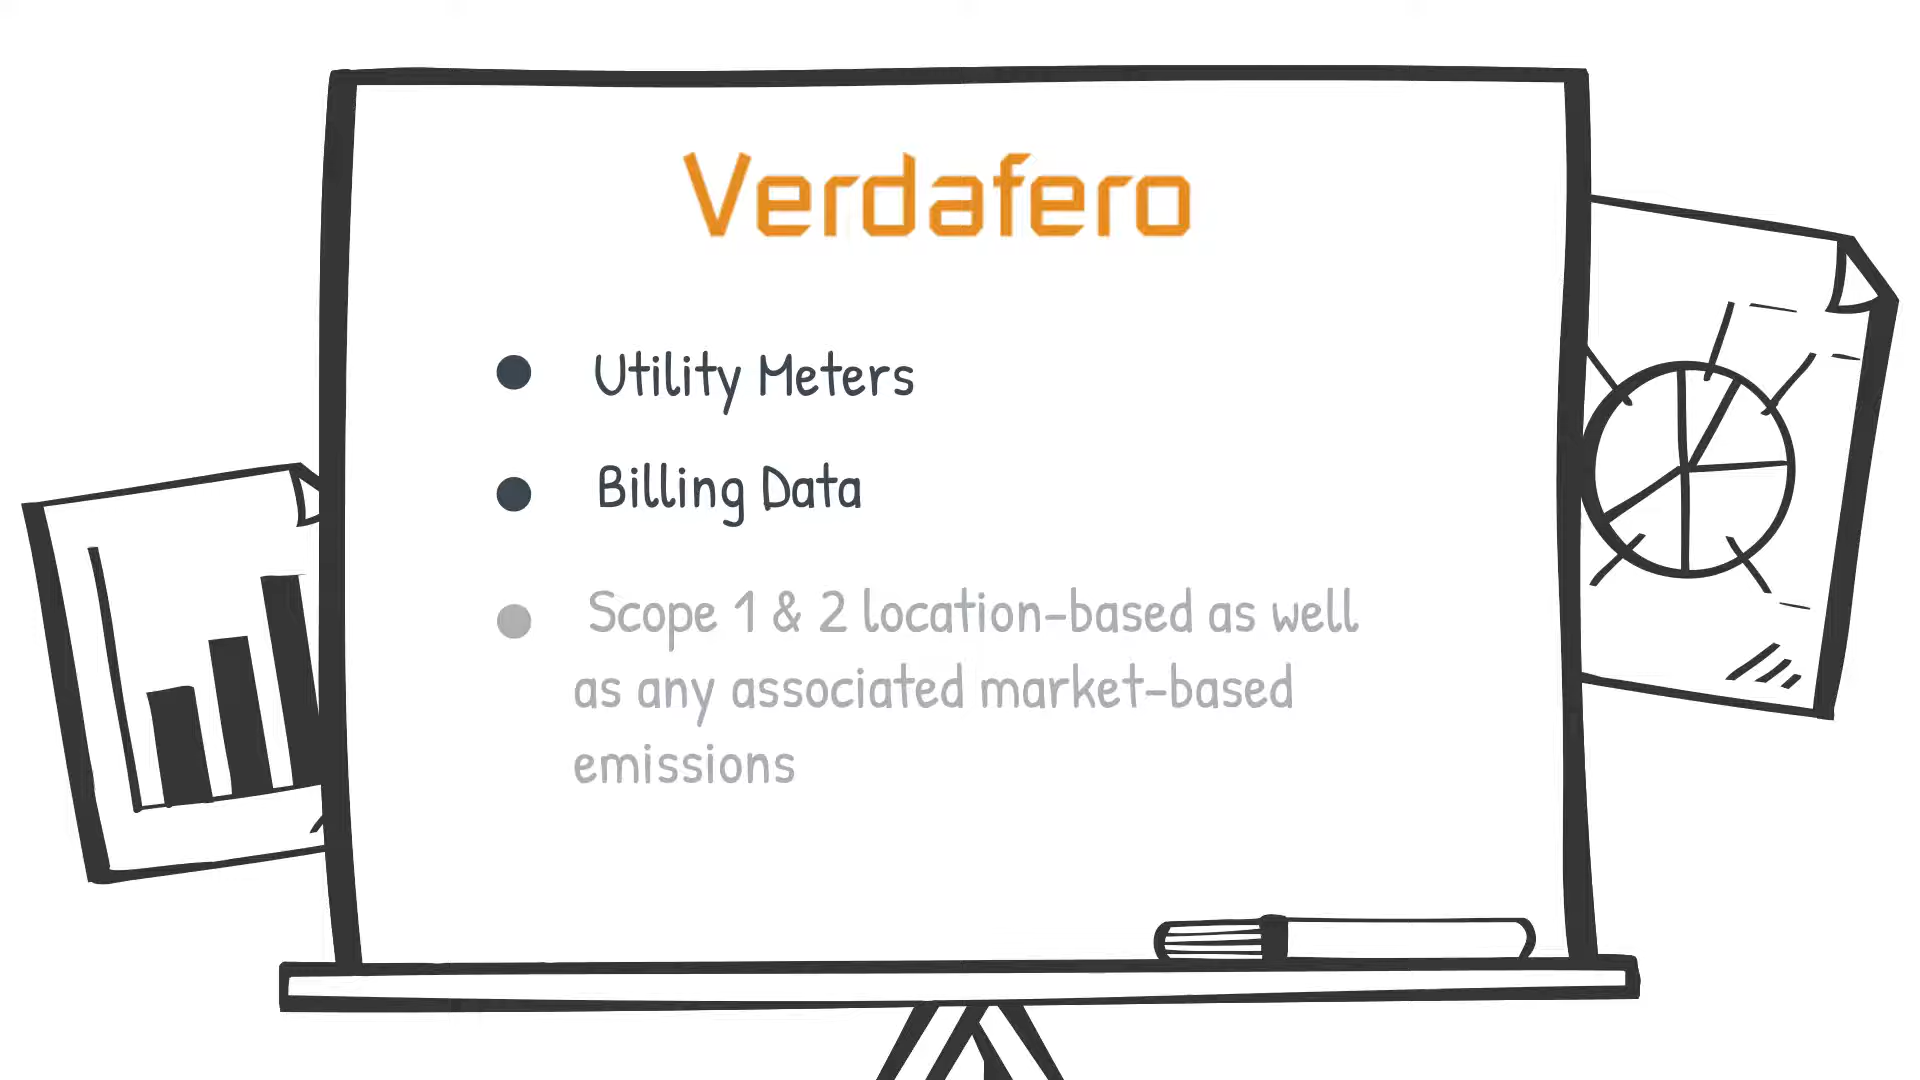 Verdafero
Utility Meters
Billing Data
Scope 1 & 2 location-based as well
as any associated market-based
emissions